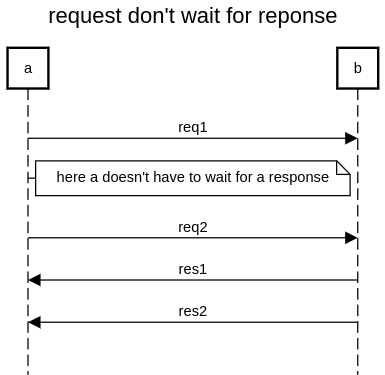 request don't wait for reponse
a
b
req1
here a doesn't have to wait for a response
req2
res1
res2